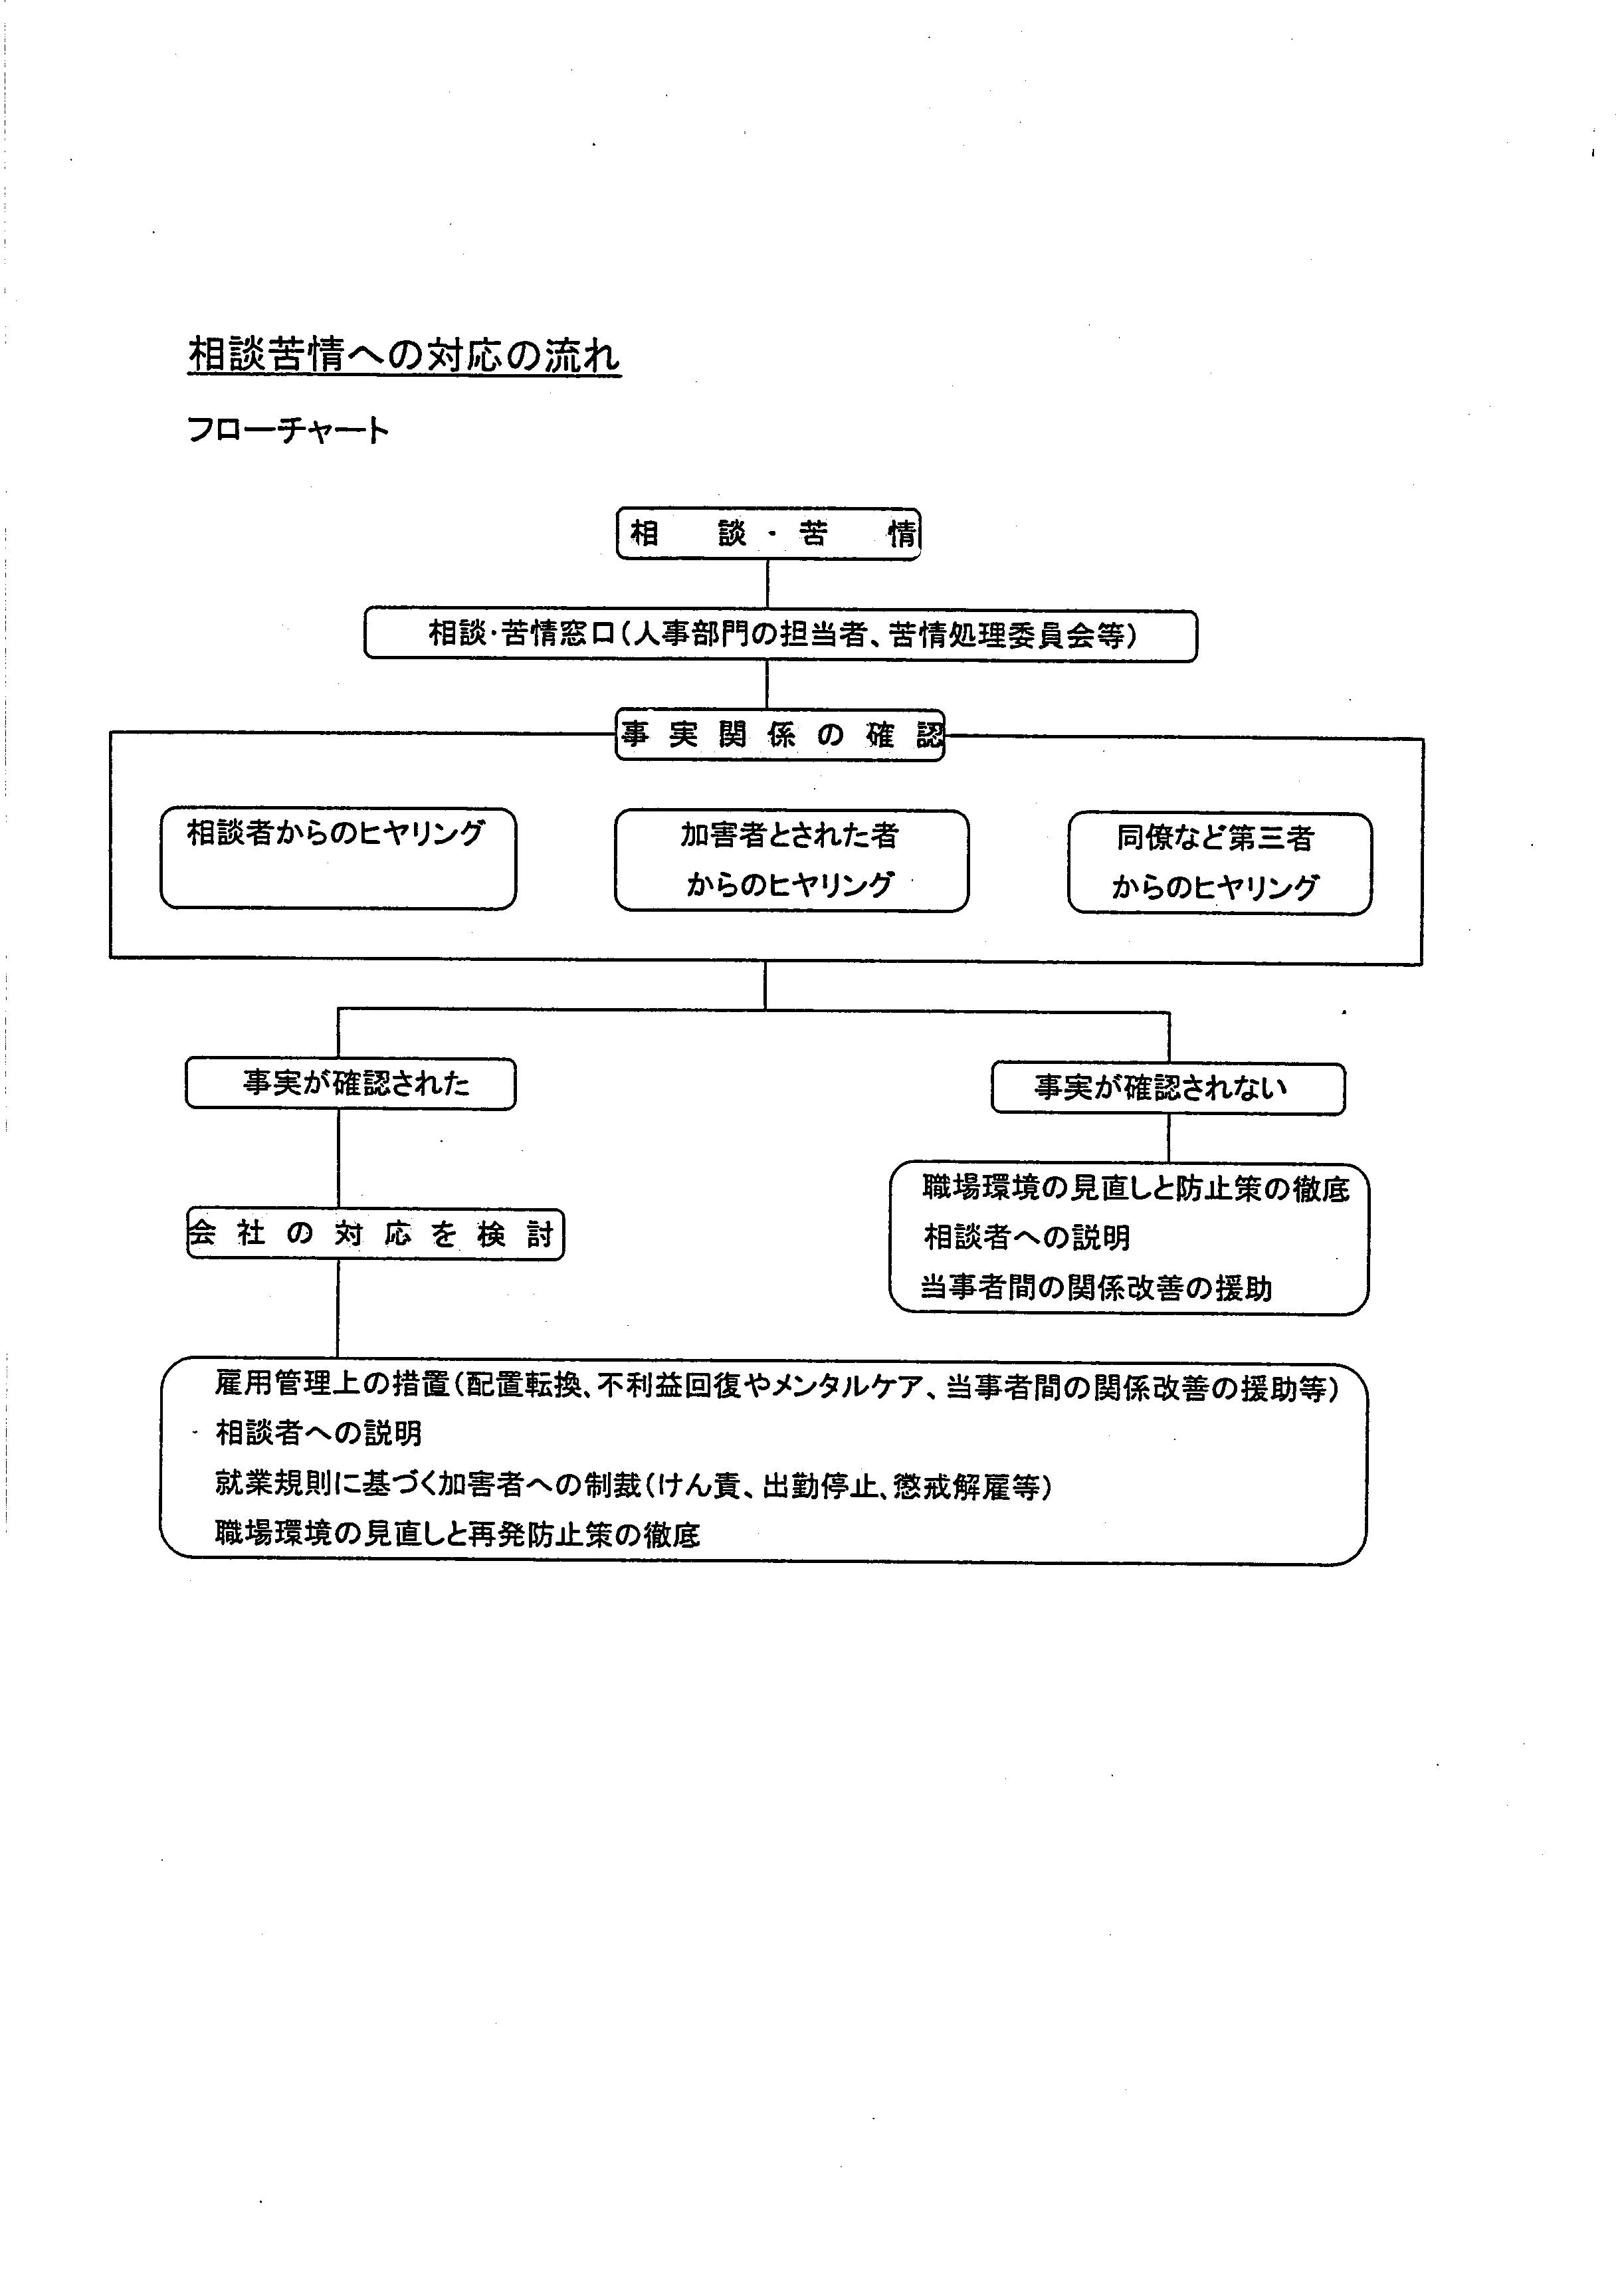 相談苦情への対応の流れ
フローチャート
相　談・苦　情
相談・苦情窓口(人事部門の担当者、苦情処理委員会等)
事実関係の確認
相談者からのヒヤリング
加害者とされた者
からのヒヤリング
同僚など第三者
からのヒヤリング
事実が確認された
事実が確認されない
会社の対応を検討
職場環境の見直しと防止策の徹底
相談者への説明
当事者間の関係改善の援助
雇用管理上の措置(配置転換、不利益回復やメンタルケア、当事者間の関係改善の援助等)
相談者への説明
就業規則に基づく加害者への制裁(けん責、出勤停止、懲戒解雇等)
職場環境の見直しと再発防止策の徹底